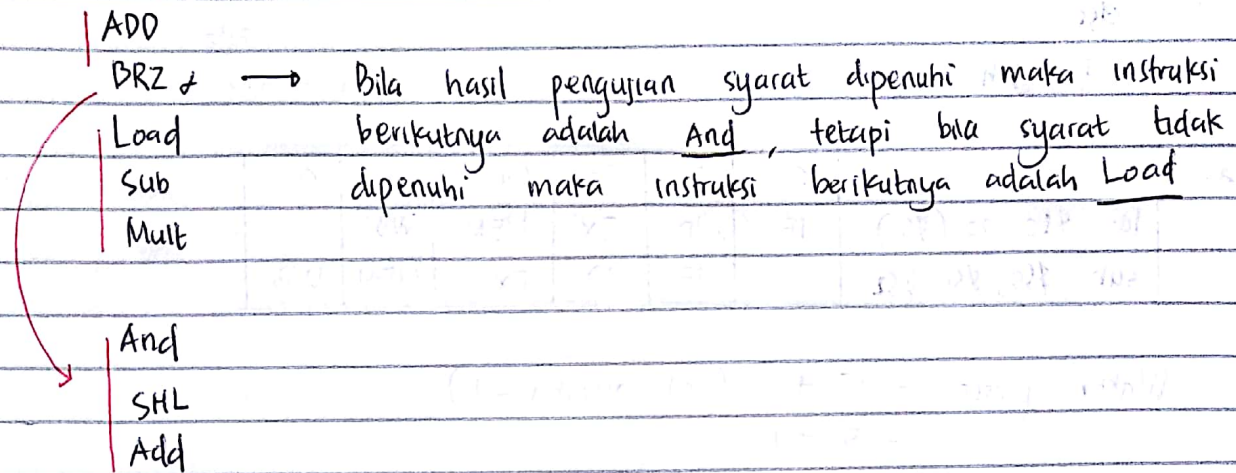 ADD
BRZ → Bila hasil pengujian syarat dipenuhi maka instruksi
Load berikutnya adalah And, tetapi bila syarat tidak
Sub dipenuhi maka instruksi berikutnya adalah Load
Mult
And
SHL
Add